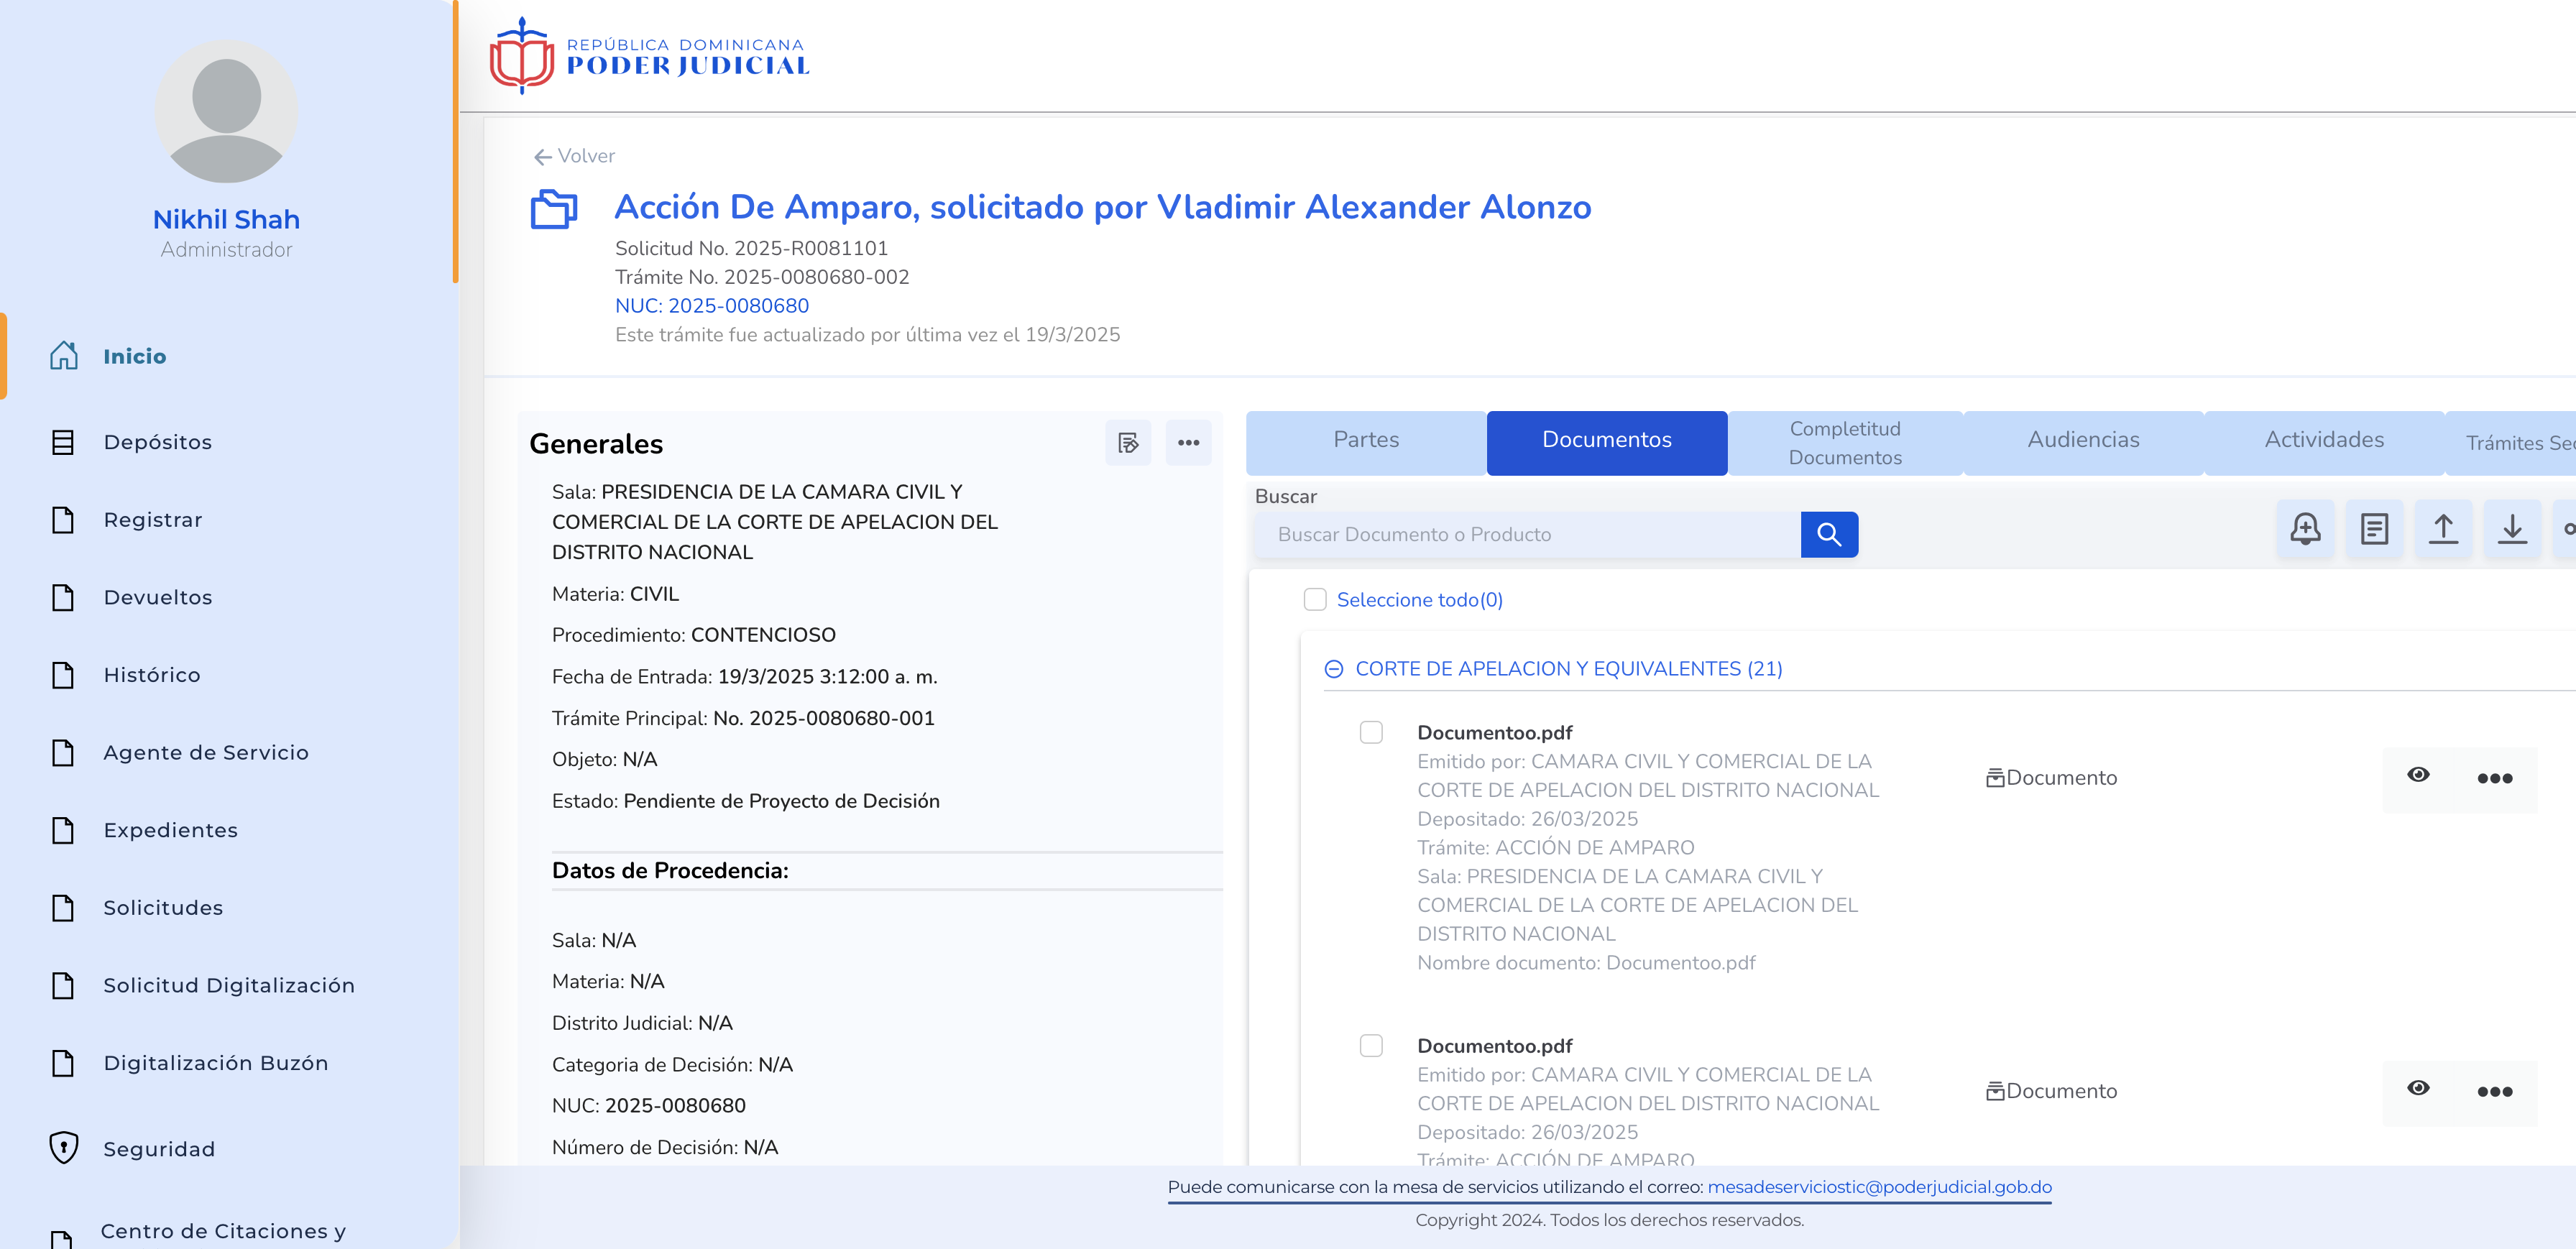 Nikhil Shah
Administrador
Inicio
Depósitos
Registrar
Devueltos
Histórico
Agente de Servicio
Expedientes
Solicitudes
Solicitud Digitalización
Digitalización Buzón
Seguridad
Centro de Citaciones y
REPÚBLICA DOMINICANA
PODER JUDICIAL
Volver
Acción De Amparo, solicitado por Vladimir Alexander Alonzo
Solicitud No. 2025-R0081101
Trámite No. 2025-0080680-002
NUC: 2025-0080680
Este trámite fue actualizado por última vez el 19/3/2025
Generales
Sala: PRESIDENCIA DE LA CAMARA CIVIL Y
COMERCIAL DE LA CORTE DE APELACION DEL
DISTRITO NACIONAL
Materia: CIVIL
Procedimiento: CONTENCIOSO
Fecha de Entrada: 19/3/2025 3:12:00 a. m.
Trámite Principal: No. 2025-0080680-001
Objeto: N/A
Estado: Pendiente de Proyecto de Decisión
Datos de Procedencia:
Sala: N/A
Materia: N/A
Distrito Judicial: N/A
Categoria de Decisión: N/A
NUC: 2025-0080680
Número de Decisión: N/A
Partes
Documentos
Completitud
Documentos
Audiencias
Actividades
Trámites Sec
Buscar
Buscar Documento o Producto
Seleccione todo(0)
CORTE DE APELACION Y EQUIVALENTES (21)
Documentoo.pdf
Emitido por: CAMARA CIVIL Y COMERCIAL DE LA
CORTE DE APELACION DEL DISTRITO NACIONAL
Depositado: 26/03/2025
Trámite: ACCIÓN DE AMPARO
Sala: PRESIDENCIA DE LA CAMARA CIVIL Y
COMERCIAL DE LA CORTE DE APELACION DEL
DISTRITO NACIONAL
Nombre documento: Documentoo.pdf
Documento
Documentoo.pdf
Emitido por: CAMARA CIVIL Y COMERCIAL DE LA
CORTE DE APELACION DEL DISTRITO NACIONAL
Depositado: 26/03/2025
Trámite: ACCIÓN DE AMPARO
Documento
Puede comunicarse con la mesa de servicios utilizando el correo: mesadeserviciostic@poderjudicial.gob.do
Copyright 2024. Todos los derechos reservados.